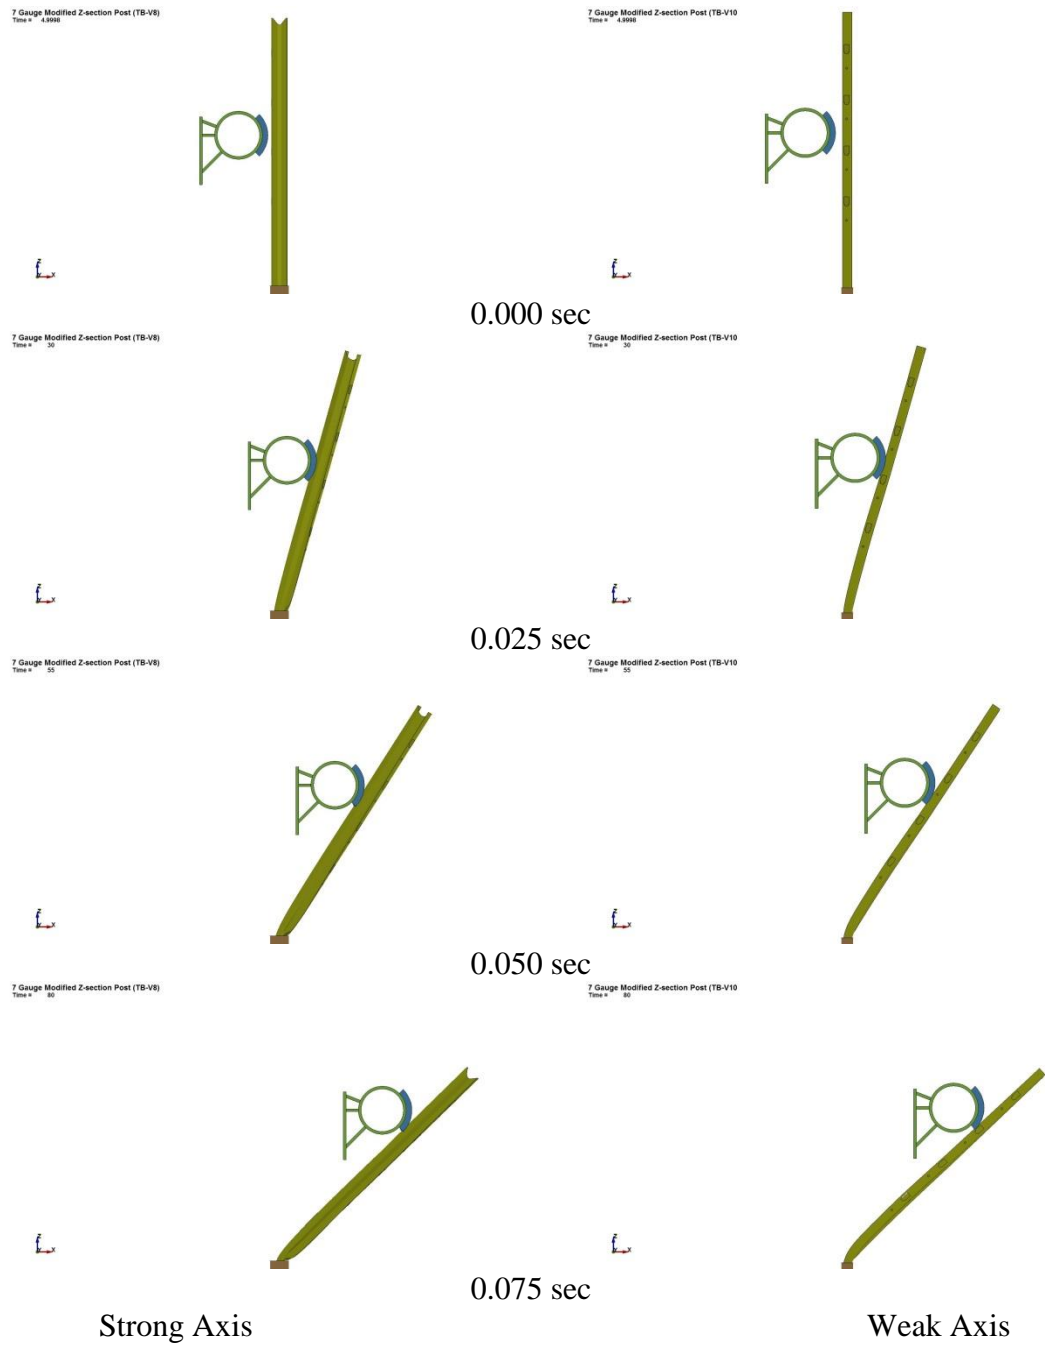 7 Gauge Modified Z-section Post (TB-V8)
Time = 4.9998
7 Gauge Modified Z-section Post (TB-V10
Time = 4.9998
Z
X
Z
X
0.000 sec
7 Gauge Modified Z-section Post (TB-V8)
Time = 30
7 Gauge Modified Z-section Post (TB-V10
Time = 30
Z
X
Z
X
0.025 sec
7 Gauge Modified Z-section Post (TB-V8)
Time = 55
7 Gauge Modified Z-section Post (TB-V10
Time = 55
Z
X
Z
X
0.050 sec
7 Gauge Modified Z-section Post (TB-V8)
Time = 80
7 Gauge Modified Z-section Post (TB-V10
Time = 80
Z
X
Z
X
0.075 sec
Strong Axis
Weak Axis